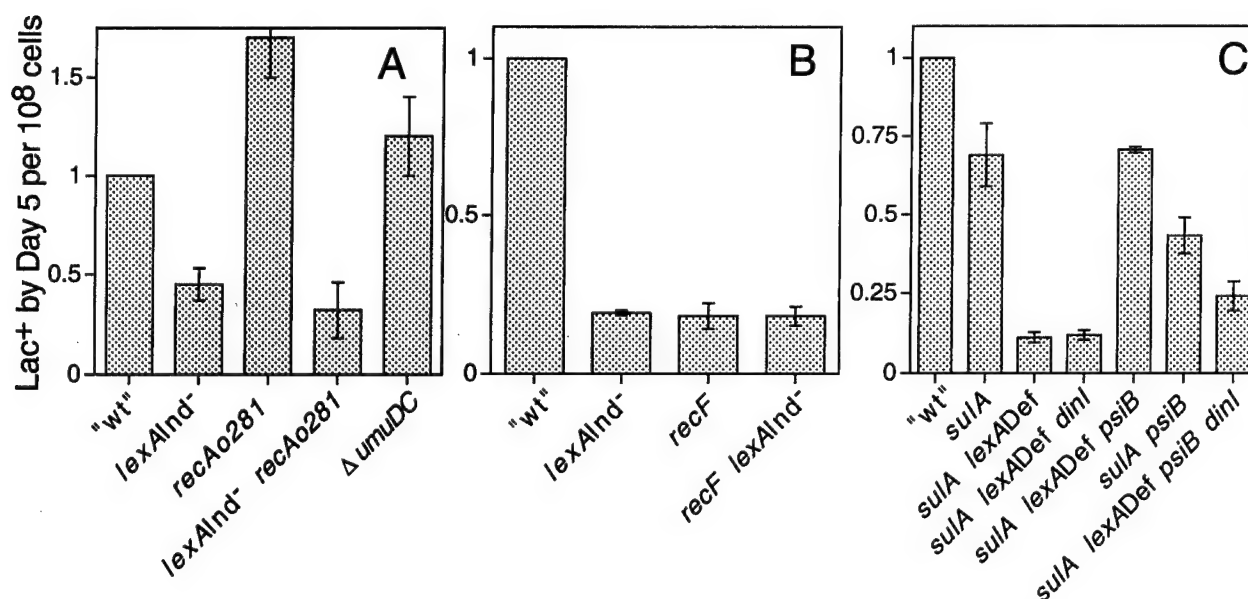 Lac+ by Day 5 per 10⁸ cells
A
1.5
1
0.5
0
"wt"
lexAInd⁻
recAo281
lexAInd⁻ recAo281
Δ umuDC
B
1
0.5
0
"wt"
lexAInd⁻
recF
recF lexAInd⁻
C
1
0.75
0.5
0.25
0
"wt"
sulA
sulA lexADef
sulA lexADef dinI
sulA lexADef psiB
sulA psiB
sulA lexADef psiB dinI